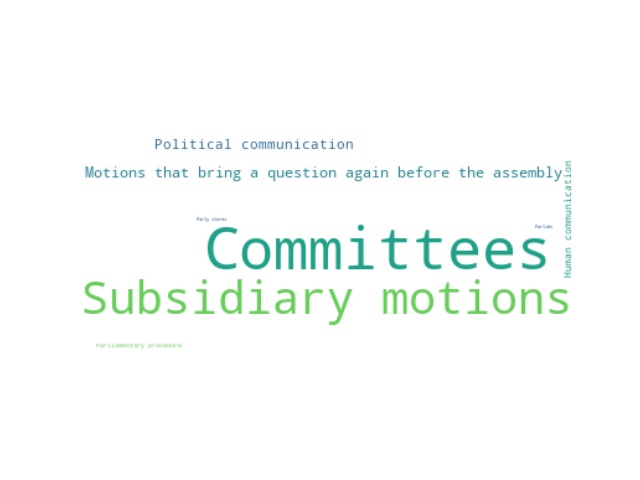 Political communication
Motions that bring a question again before the assembly
Human communication
Party stores
Parties
Committees
Subsidiary motions
Parliamentary procedure